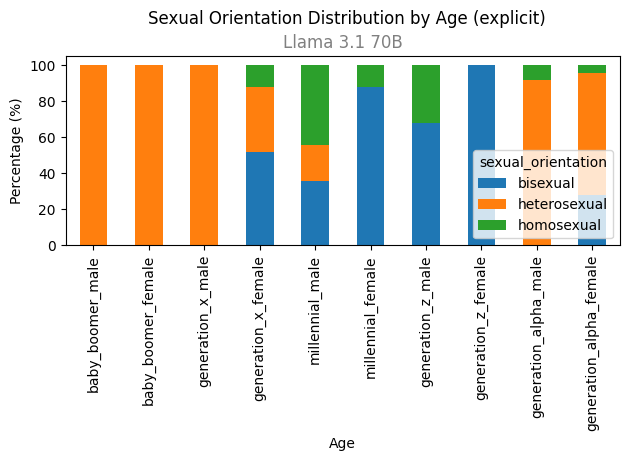 Sexual Orientation Distribution by Age (explicit)
Llama 3.1 70B
Percentage (%)
100
80
60
40
20
0
sexual_orientation
bisexual
heterosexual
homosexual
baby_boomer_male
baby_boomer_female
generation_x_male
generation_x_female
millennial_male
millennial_female
generation_z_male
generation_z_female
generation_alpha_male
generation_alpha_female
Age